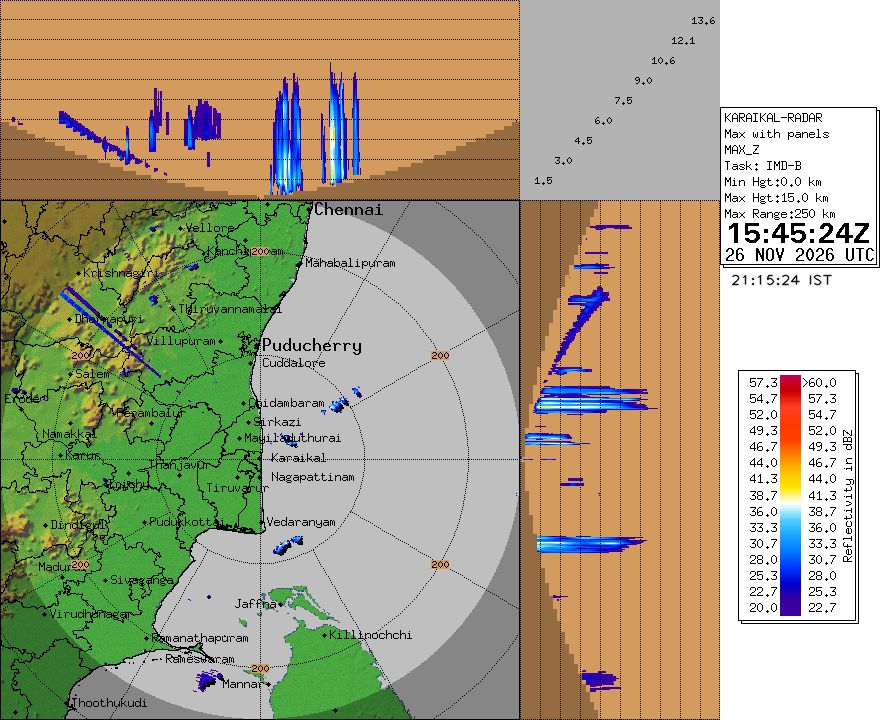 13.6
12.1
10.6
9.0
7.5
6.0
4.5
3.0
1.5
KARAIKAL-RADAR
Max with panels
MAX_Z
Task: IMD-B
Min Hgt:0.0 km
Max Hgt:15.0 km
Max Range:250 km
15:45:24Z
26 NOV 2026 UTC
21:15:24 IST
Chennai
Vellore
200
Mahabalipuram
Krishnagiri
Thiruvannamalai
Dharmapuri
Villupuram
Puducherry
200
200
Cuddalore
Salem
Erode
Perambalur
Chidambaram
Sirkazi
Namakkal
Mayiladuthurai
Karur
Thanjavur
Karaikal
Nagapattinam
Tiruvarur
Dindigul
Pudukkottai
Vedaranyam
200
200
Madurai
Sivaganga
Jaffna
Virudhunagar
Ramanathapuram
Killinochchi
Rameswaram
200
Mannar
Thoothukudi
57.3 >60.0
54.7 57.3
52.0 54.7
49.3 52.0
46.7 49.3
44.0 46.7
41.3 44.0
38.7 41.3
36.0 38.7
33.3 36.0
30.7 33.3
28.0 30.7
25.3 28.0
22.7 25.3
20.0 22.7
Reflectivity in dBZ